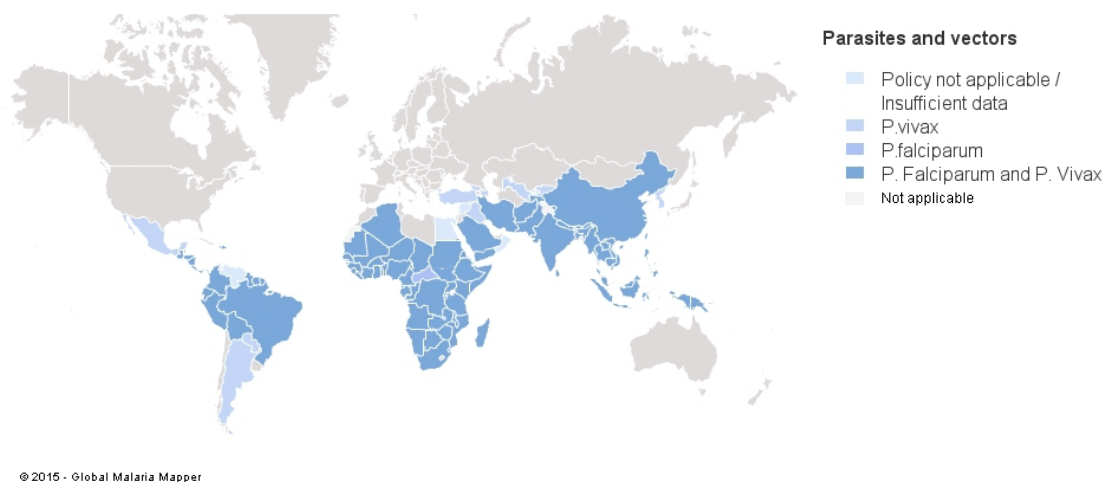 Parasites and vectors
Policy not applicable /
Insufficient data
P.vivax
P.falciparum
P. Falciparum and P. Vivax
Not applicable
© 2015 - Global Malaria Mapper